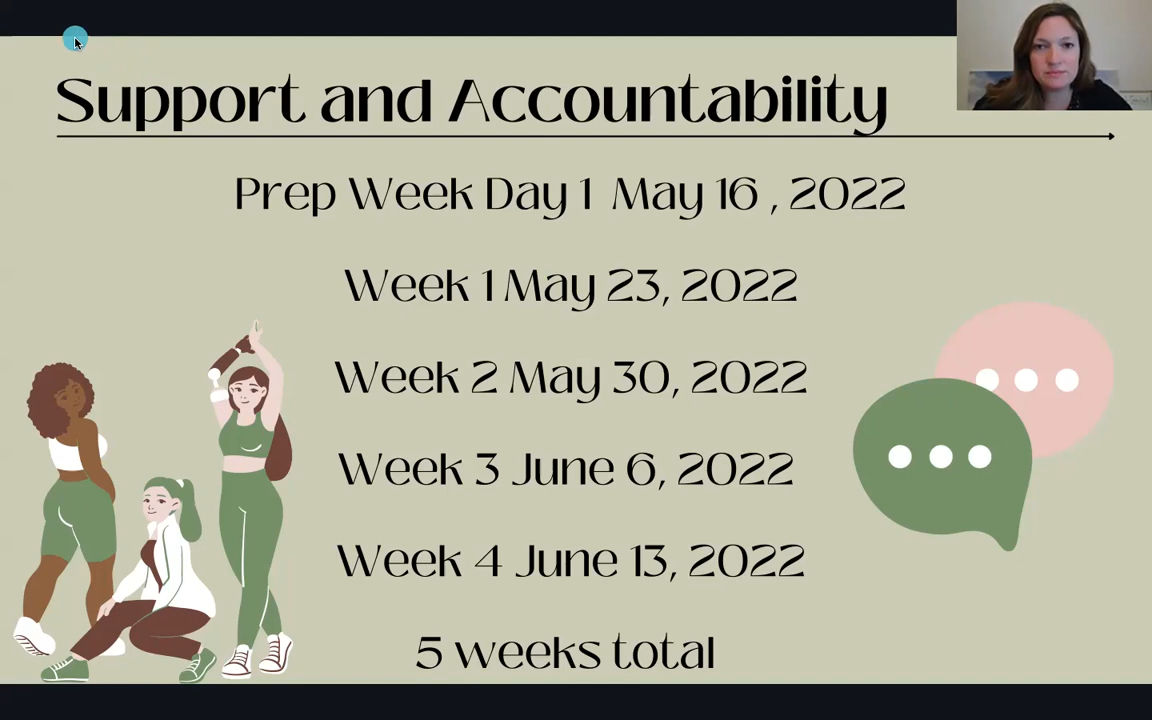 Support and Accountability
Prep Week Day 1 May 16 , 2022
Week 1 May 23, 2022
Week 2 May 30, 2022
Week 3 June 6, 2022
Week 4 June 13, 2022
5 weeks total